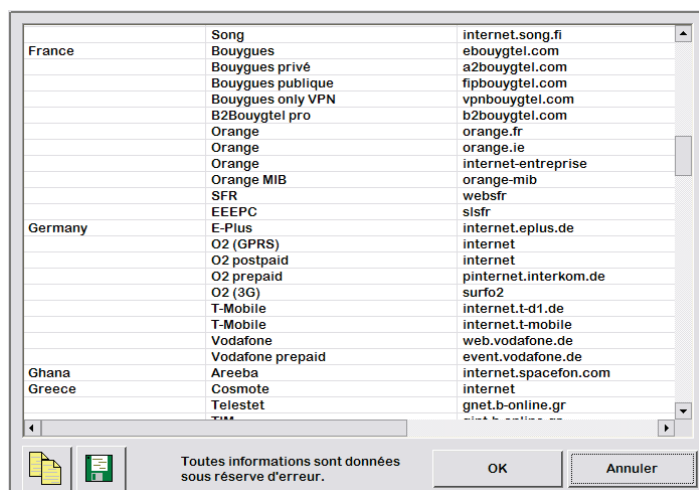 Song internet.song.fi
France Bouygues ebouygtel.com
Bouygues privé a2bouygtel.com
Bouygues publique fipbouygtel.com
Bouygues only VPN vpnbouygtel.com
B2Bouygtel pro b2bouygtel.com
Orange orange.fr
Orange orange.ie
Orange internet-entreprise
Orange MIB orange-mib
SFR websfr
EEEPC slsfr
Germany E-Plus internet.eplus.de
O2 (GPRS) internet
O2 postpaid internet
O2 prepaid pinternet.interkom.de
O2 (3G) surfo2
T-Mobile internet.t-d1.de
T-Mobile internet.t-mobile
Vodafone web.vodafone.de
Vodafone prepaid event.vodafone.de
Ghana Areeba internet.spacefon.com
Greece Cosmote internet
Telestet gnet.b-online.gr
Toutes informations sont données
sous réserve d'erreur.
OK
Annuler